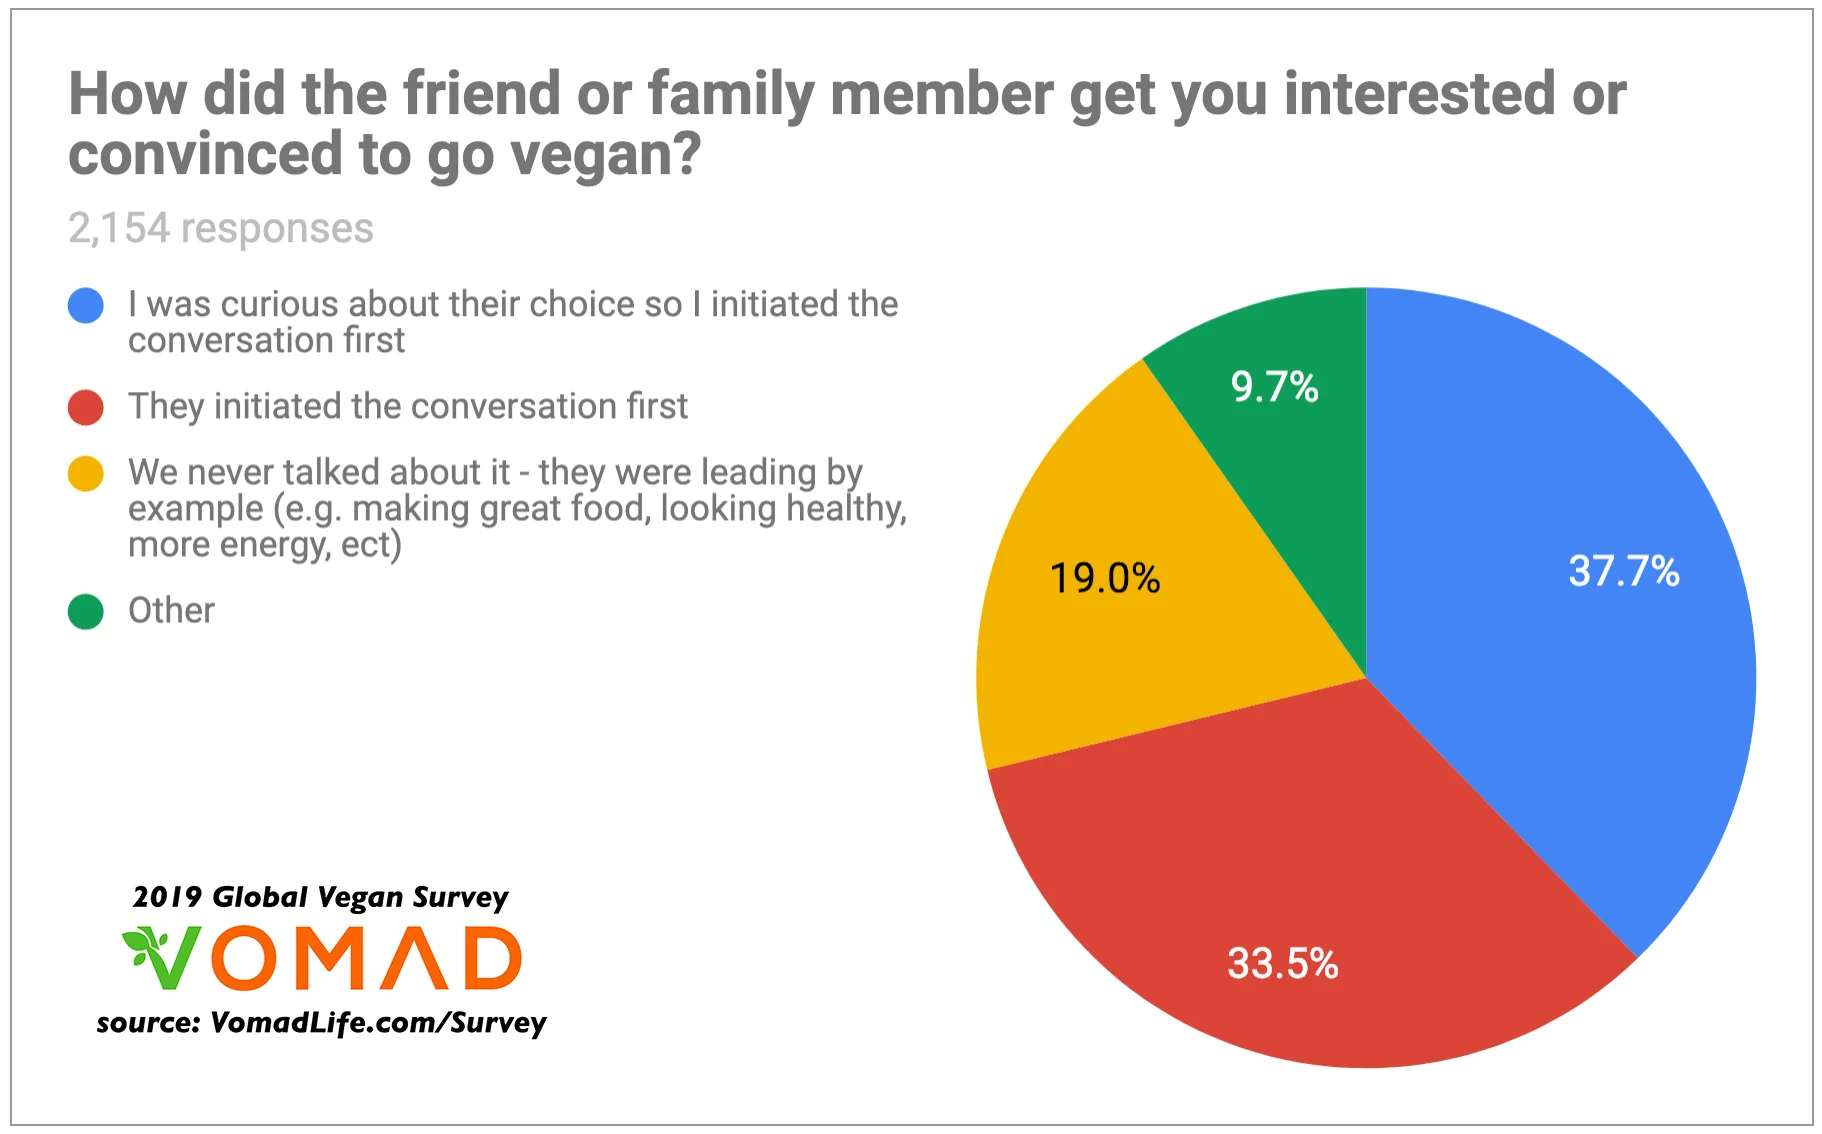 How did the friend or family member get you interested or
convinced to go vegan?
2,154 responses
I was curious about their choice so I initiated the
conversation first
They initiated the conversation first
We never talked about it - they were leading by
example (e.g. making great food, looking healthy,
more energy, ect)
Other
9.7%
37.7%
19.0%
33.5%
2019 Global Vegan Survey
VOMAD
source: VomadLife.com/Survey